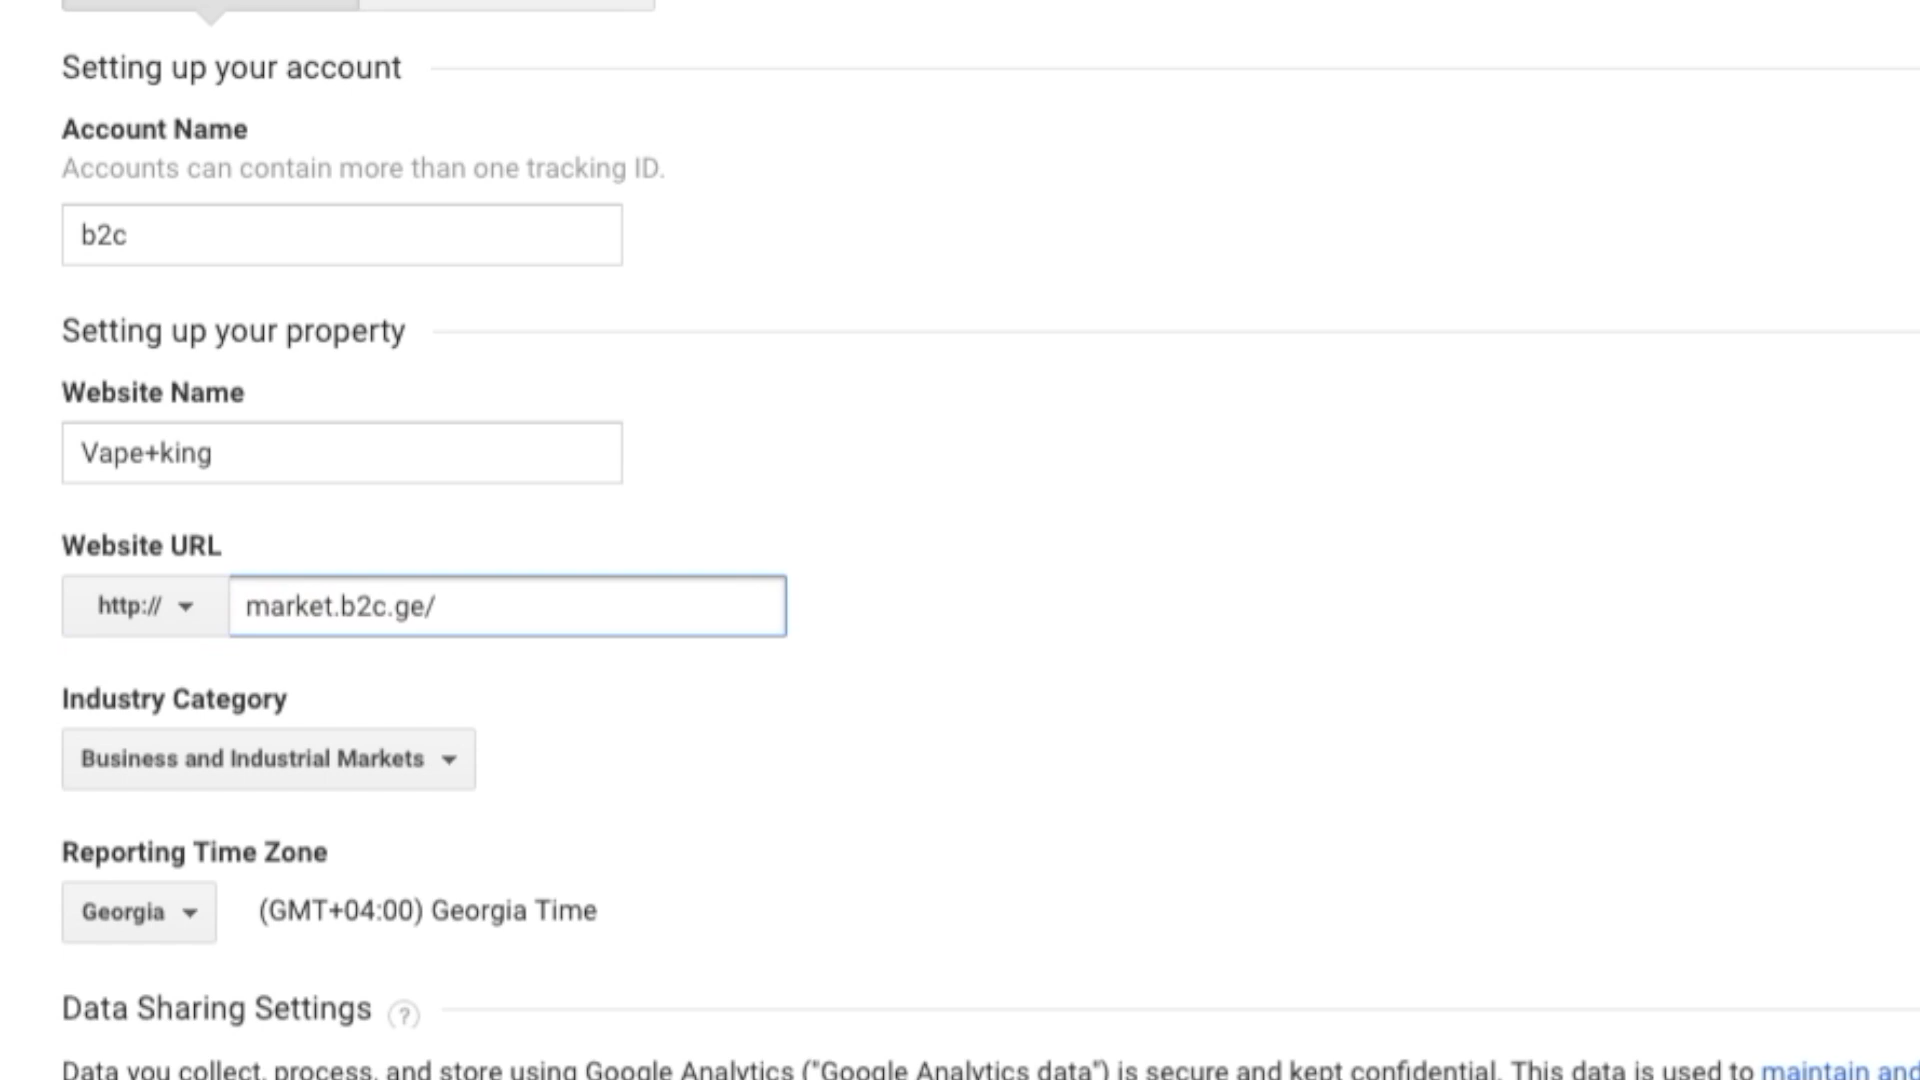 Setting up your account
Account Name
Accounts can contain more than one tracking ID.
b2c
Setting up your property
Website Name
Vape+king
Website URL
http:// market.b2c.ge/
Industry Category
Business and Industrial Markets
Reporting Time Zone
Georgia (GMT+04:00) Georgia Time
Data Sharing Settings ?
Data you collect, process, and store using Google Analytics ("Google Analytics data") is secure and kept confidential. This data is used to maintain and